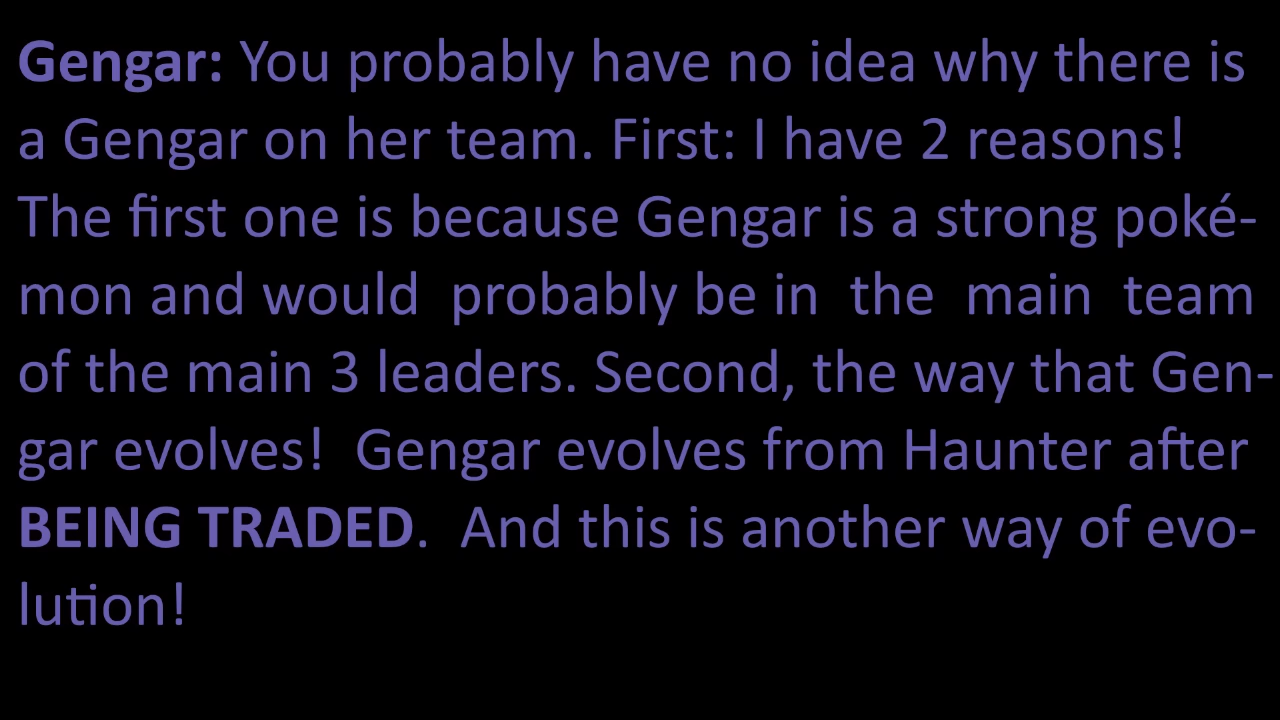 Gengar: You probably have no idea why there is
a Gengar on her team. First: I have 2 reasons!
The first one is because Gengar is a strong poké-
mon and would  probably be in  the  main  team
of the main 3 leaders. Second, the way that Gen-
gar evolves!  Gengar evolves from Haunter after
BEING TRADED.  And this is another way of evo-
lution!